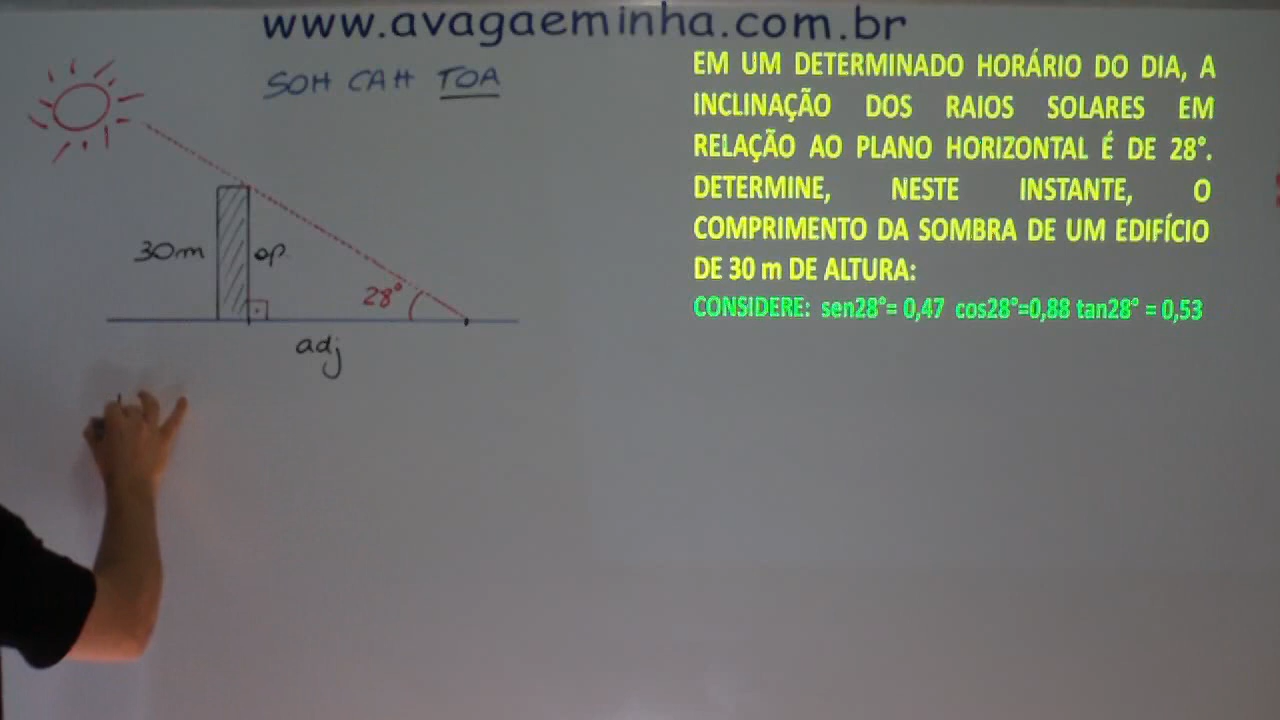 www.avagaeminha.com.br
SOH CAH TOA
EM UM DETERMINADO HORÁRIO DO DIA, A
INCLINAÇÃO DOS RAIOS SOLARES EM
RELAÇÃO AO PLANO HORIZONTAL É DE 28°.
DETERMINE, NESTE INSTANTE, O
COMPRIMENTO DA SOMBRA DE UM EDIFÍCIO
DE 30 m DE ALTURA:
CONSIDERE: sen28°= 0,47 cos28°=0,88 tan28° = 0,53
30m
op.
28°
adj